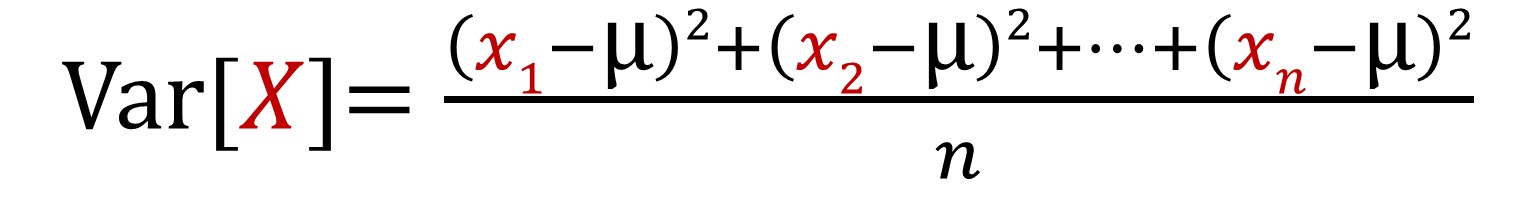 Var[X]= (x₁−µ)²+(x₂−µ)²+⋯+(xₙ−µ)²
n